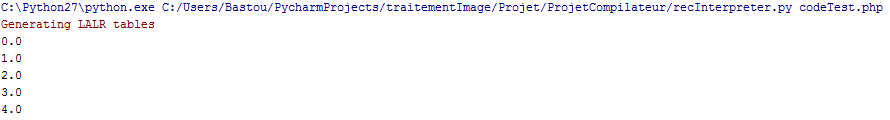 C:\Python27\python.exe C:/Users/Bastou/PycharmProjects/traitementImage/Projet/ProjetCompilateur/recInterpreter.py codeTest.php
Generating LALR tables
0.0
1.0
2.0
3.0
4.0